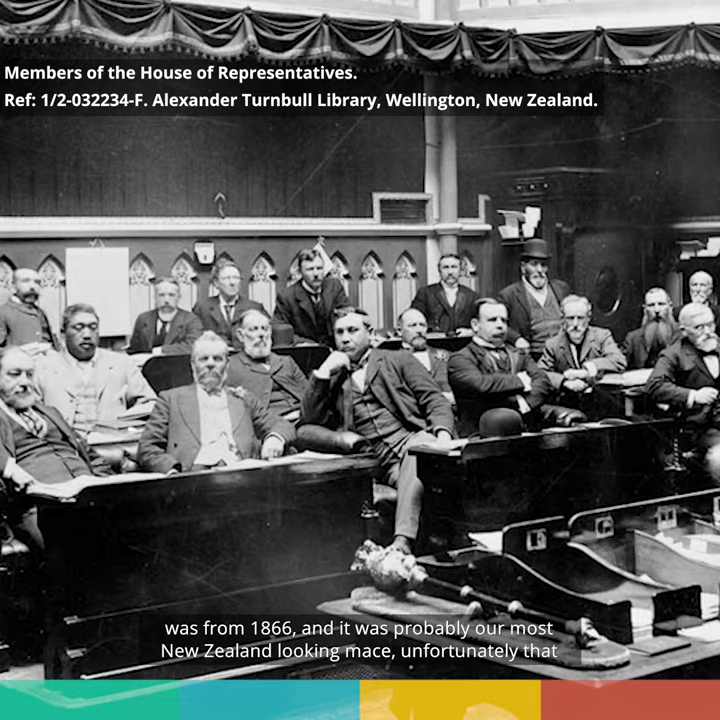 Members of the House of Representatives.
Ref: 1/2-032234-F. Alexander Turnbull Library, Wellington, New Zealand.
was from 1866, and it was probably our most
New Zealand looking mace, unfortunately that